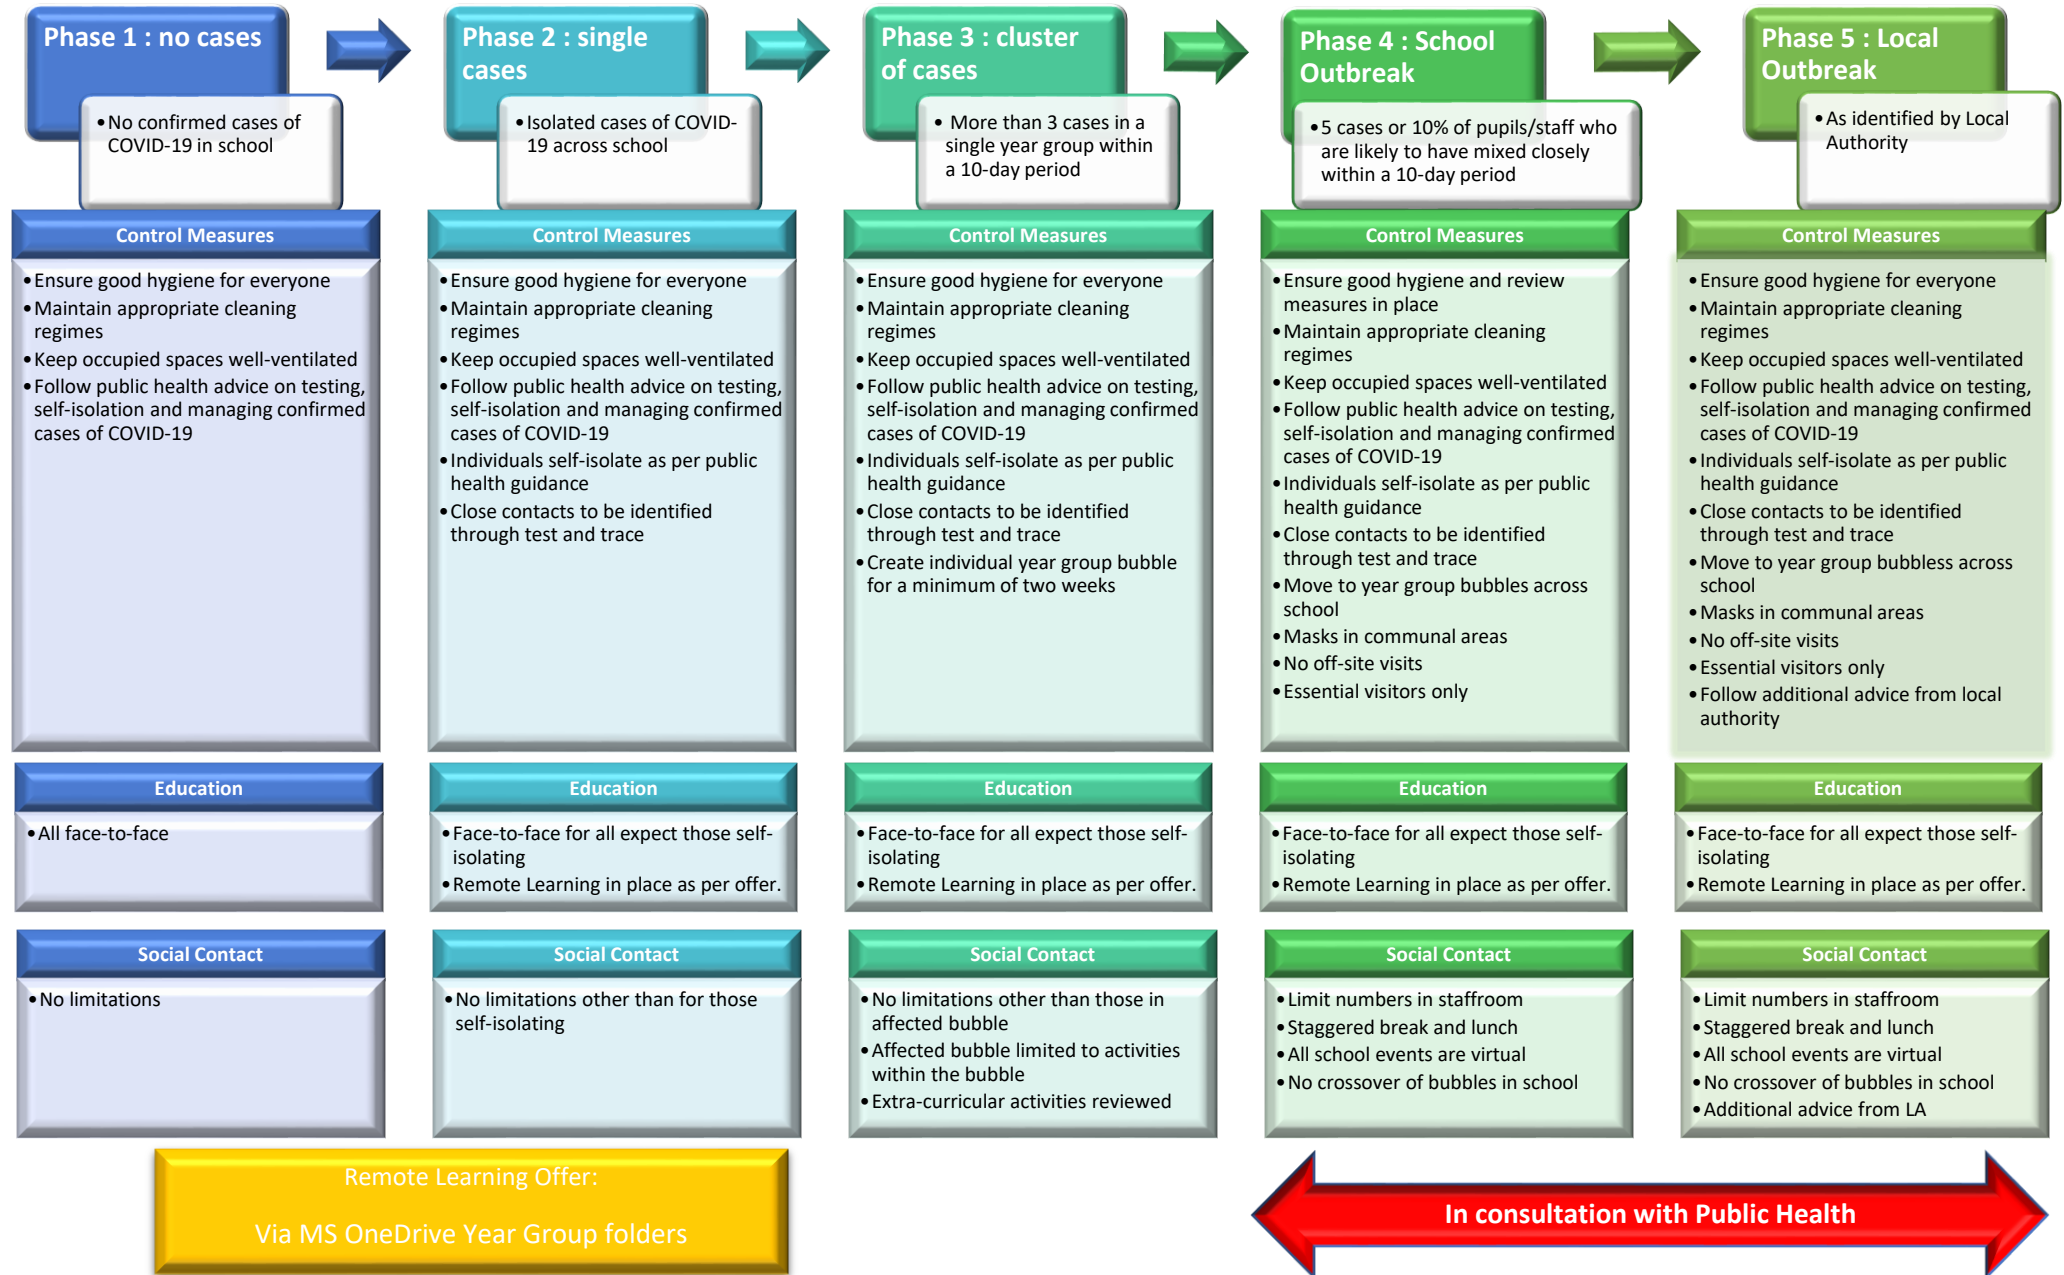 Phase 1 : no cases
•No confirmed cases of
COVID-19 in school
Control Measures
•Ensure good hygiene for everyone
•Maintain appropriate cleaning
regimes
•Keep occupied spaces well-ventilated
•Follow public health advice on testing,
self-isolation and managing confirmed
cases of COVID-19
Education
•All face-to-face
Social Contact
•No limitations
Phase 2 : single
cases
•Isolated cases of COVID-
19 across school
Control Measures
•Ensure good hygiene for everyone
•Maintain appropriate cleaning
regimes
•Keep occupied spaces well-ventilated
•Follow public health advice on testing,
self-isolation and managing confirmed
cases of COVID-19
•Individuals self-isolate as per public
health guidance
•Close contacts to be identified
through test and trace
Education
•Face-to-face for all expect those self-
isolating
•Remote Learning in place as per offer.
Social Contact
•No limitations other than for those
self-isolating
Phase 3 : cluster
of cases
• More than 3 cases in a
single year group within
a 10-day period
Control Measures
•Ensure good hygiene for everyone
•Maintain appropriate cleaning
regimes
•Keep occupied spaces well-ventilated
•Follow public health advice on testing,
self-isolation and managing confirmed
cases of COVID-19
•Individuals self-isolate as per public
health guidance
•Close contacts to be identified
through test and trace
•Create individual year group bubble
for a minimum of two weeks
Education
•Face-to-face for all expect those self-
isolating
•Remote Learning in place as per offer.
Social Contact
•No limitations other than those in
affected bubble
•Affected bubble limited to activities
within the bubble
•Extra-curricular activities reviewed
Phase 4 : School
Outbreak
•5 cases or 10% of pupils/staff who
are likely to have mixed closely
within a 10-day period
Control Measures
•Ensure good hygiene and review
measures in place
•Maintain appropriate cleaning
regimes
•Keep occupied spaces well-ventilated
•Follow public health advice on testing,
self-isolation and managing confirmed
cases of COVID-19
•Individuals self-isolate as per public
health guidance
•Close contacts to be identified
through test and trace
•Move to year group bubbles across
school
•Masks in communal areas
•No off-site visits
•Essential visitors only
Education
•Face-to-face for all expect those self-
isolating
•Remote Learning in place as per offer.
Social Contact
•Limit numbers in staffroom
•Staggered break and lunch
•All school events are virtual
•No crossover of bubbles in school
Phase 5 : Local
Outbreak
•As identified by Local
Authority
Control Measures
•Ensure good hygiene for everyone
•Maintain appropriate cleaning
regimes
•Keep occupied spaces well-ventilated
•Follow public health advice on testing,
self-isolation and managing confirmed
cases of COVID-19
•Individuals self-isolate as per public
health guidance
•Close contacts to be identified
through test and trace
•Move to year group bubbless across
school
•Masks in communal areas
•No off-site visits
•Essential visitors only
•Follow additional advice from local
authority
Education
•Face-to-face for all expect those self-
isolating
•Remote Learning in place as per offer.
Social Contact
•Limit numbers in staffroom
•Staggered break and lunch
•All school events are virtual
•No crossover of bubbles in school
•Additional advice from LA
Remote Learning Offer:
Via MS OneDrive Year Group folders
In consultation with Public Health